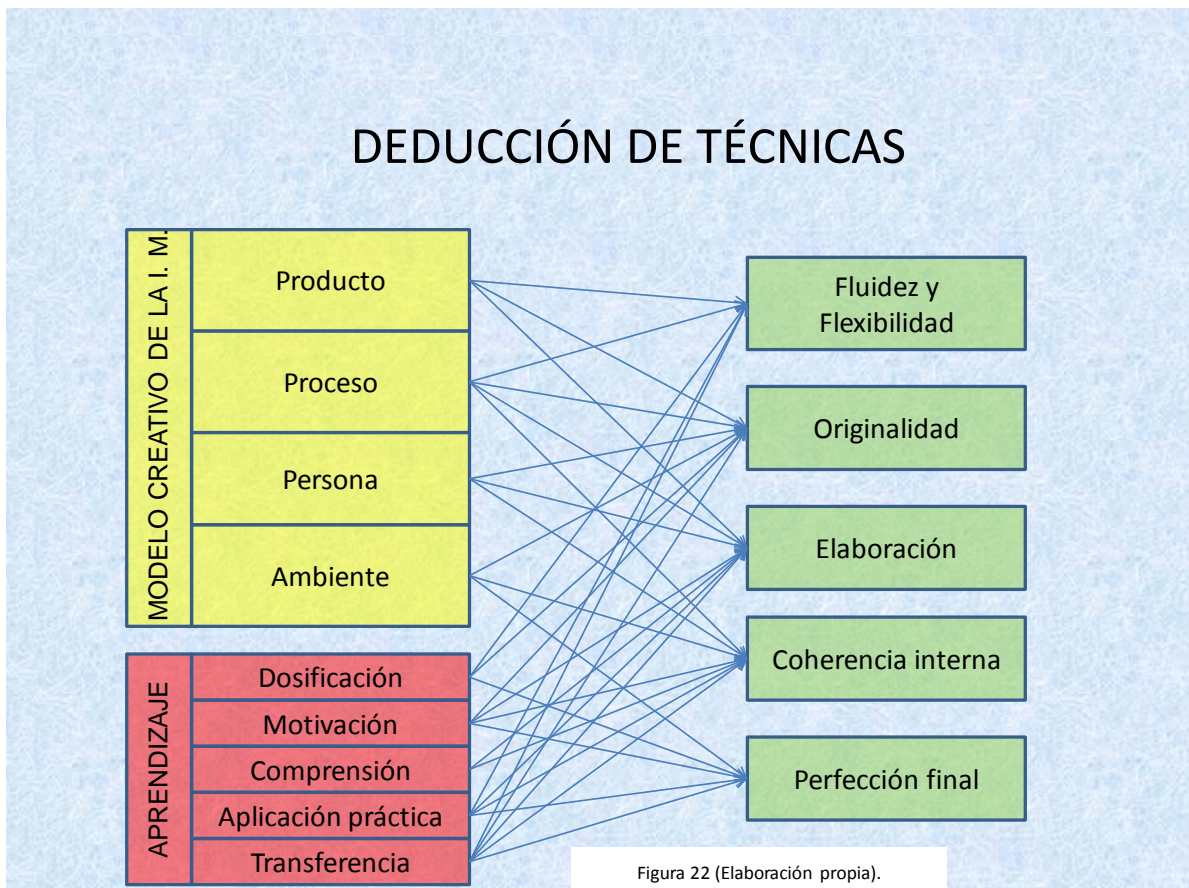 DEDUCCIÓN DE TÉCNICAS
MODELO CREATIVO DE LA I. M.
Producto
Proceso
Persona
Ambiente
APRENDIZAJE
Dosificación
Motivación
Comprensión
Aplicación práctica
Transferencia
Fluidez y
Flexibilidad
Originalidad
Elaboración
Coherencia interna
Perfección final
Figura 22 (Elaboración propia).